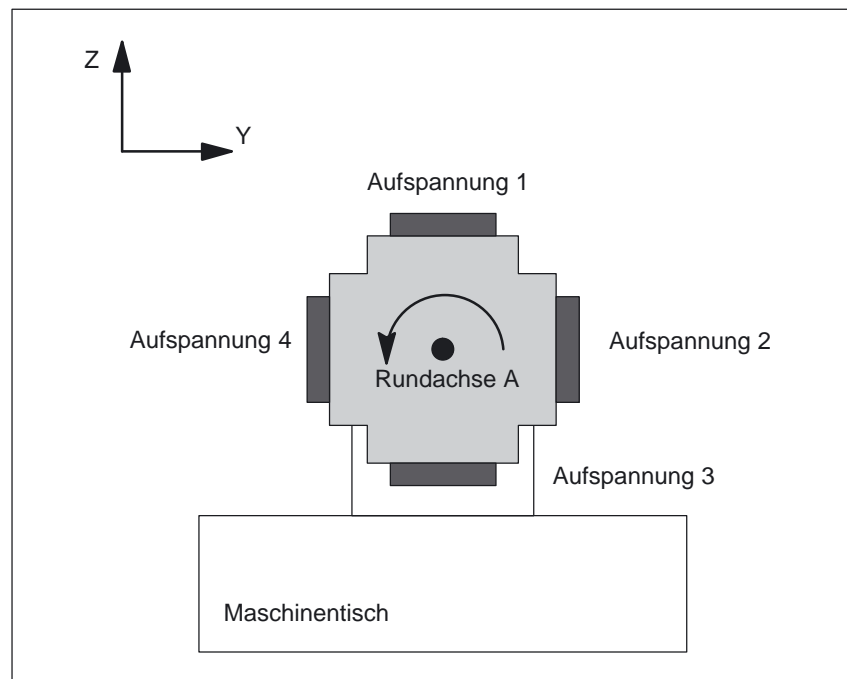 Z
Y
Aufspannung 1
Aufspannung 4
Aufspannung 2
Rundachse A
Aufspannung 3
Maschinentisch